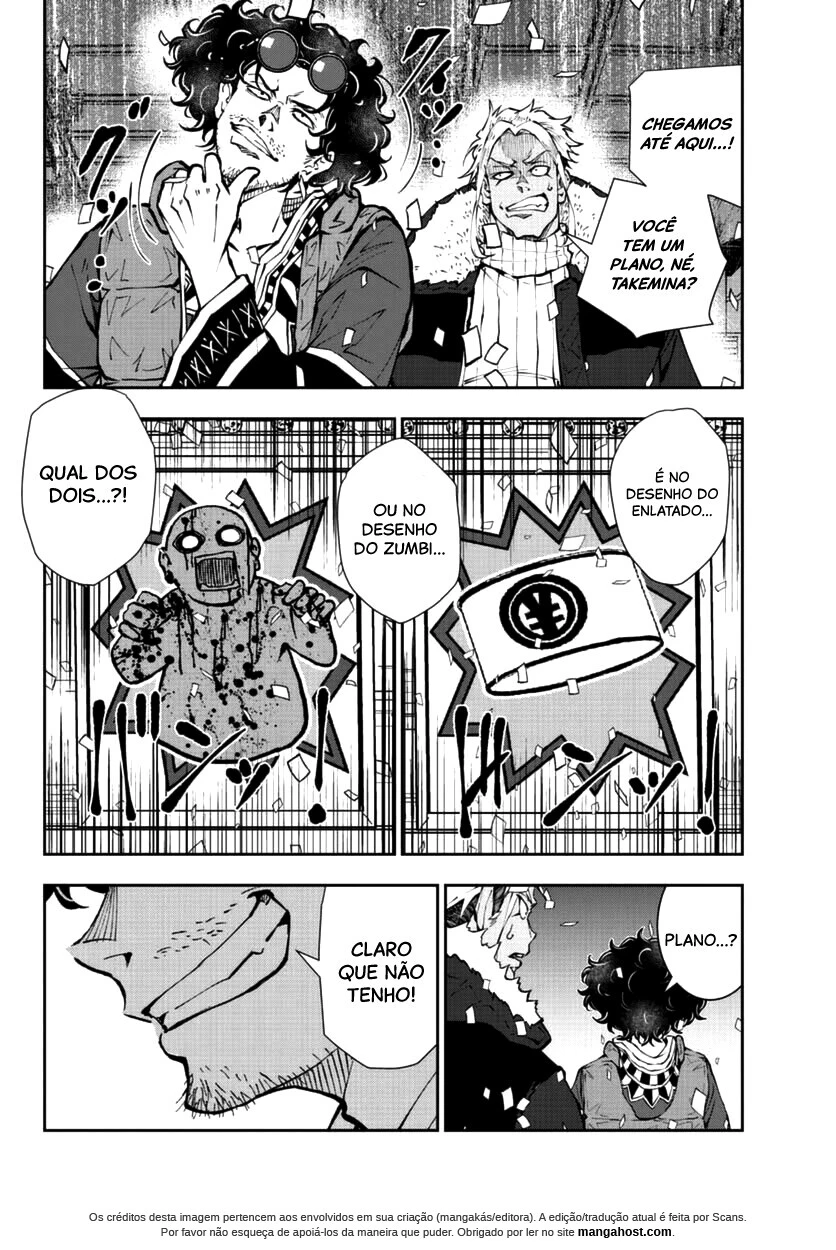 CHEGAMOS
ATÉ AQUI...!
VOCÊ
TEM UM
PLANO, NÉ,
TAKEMINA?
É NO
DESENHO DO
ENLATADO...
OU NO
DESENHO
DO ZUMBI...
QUAL DOS
DOIS...?!
PLANO...?
CLARO
QUE NÃO
TENHO!
Os créditos desta imagem pertencem aos envolvidos em sua criação (mangakás/editora). A edição/tradução atual é feita por Scans.
Por favor não esqueça de apoiá-los da maneira que puder. Obrigado por ler no site mangahost.com.